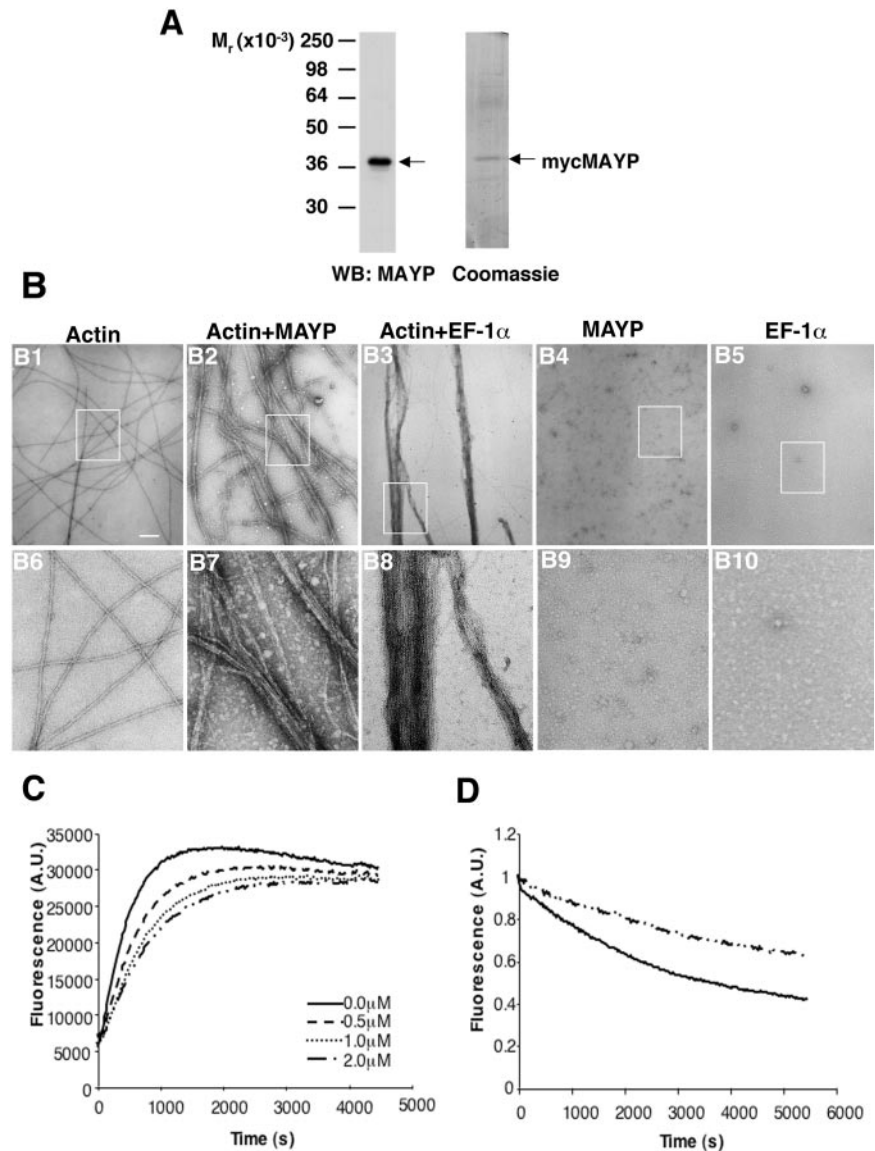 A
Mr (x10-3) 250
98
64
50
36
30
mycMAYP
WB: MAYP Coomassie
B
Actin Actin+MAYP Actin+EF-1α MAYP EF-1α
B1 B2 B3 B4 B5
B6 B7 B8 B9 B10
C
35000
30000
25000
20000
15000
10000
5000
0
Fluorescence (A.U.)
0.0μM
0.5μM
1.0μM
2.0μM
0 1000 2000 3000 4000 5000
Time (s)
D
1.2
1
0.8
0.6
0.4
0.2
0
Fluorescence (A.U.)
0 1000 2000 3000 4000 5000 6000
Time (s)